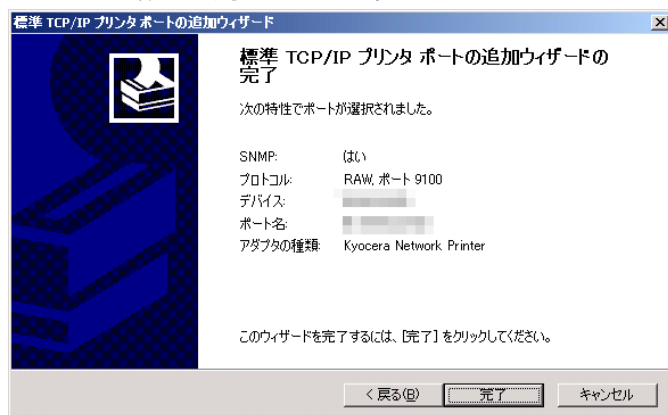 標準 TCP/IP プリンタ ポートの追加ウィザード
標準 TCP/IP プリンタ ポートの追加ウィザードの
完了
次の特性でポートが選択されました。
SNMP: はい
プロトコル: RAW, ポート 9100
デバイス:
ポート名:
アダプタの種類: Kyocera Network Printer
このウィザードを完了するには、[完了] をクリックしてください。
< 戻る(B) 完了 キャンセル